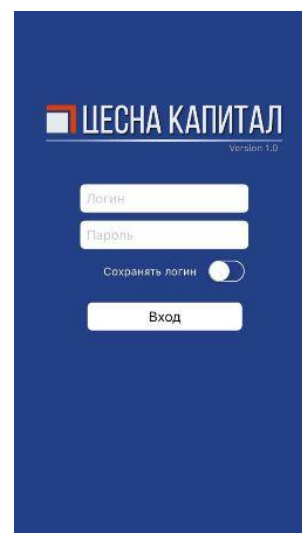 ЦЕСНА КАПИТАЛ
Version 1.0
Логин
Пароль
Сохранять логин
Вход